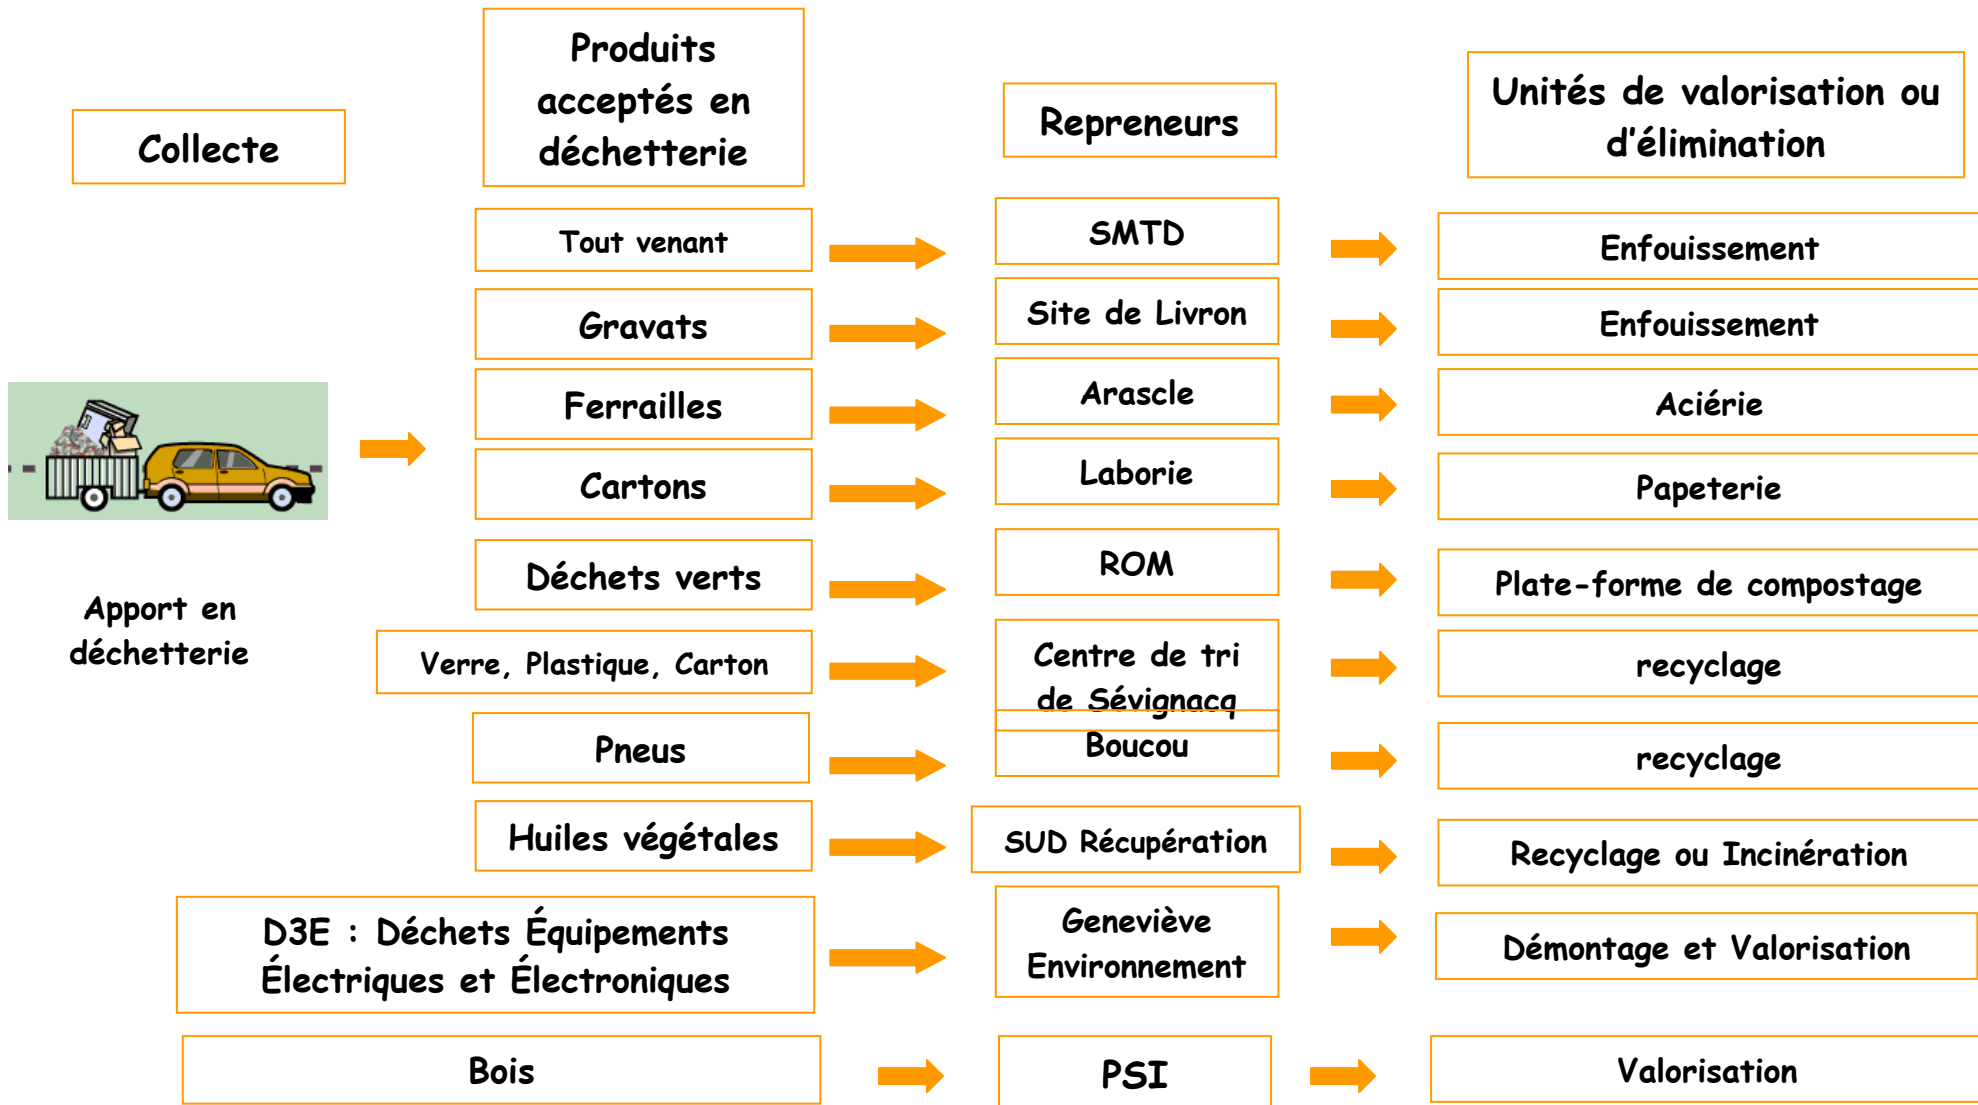 Collecte
Produits
acceptés en
déchetterie
Repreneurs
Unités de valorisation ou
d'élimination
Tout venant
SMTD
Enfouissement
Gravats
Site de Livron
Enfouissement
Ferrailles
Arascle
Aciérie
Cartons
Laborie
Papeterie
Déchets verts
ROM
Plate-forme de compostage
Apport en
déchetterie
Verre, Plastique, Carton
Centre de tri
de Sévignacq
recyclage
Pneus
Boucou
recyclage
Huiles végétales
SUD Récupération
Recyclage ou Incinération
D3E : Déchets Équipements
Électriques et Électroniques
Geneviève
Environnement
Démontage et Valorisation
Bois
PSI
Valorisation